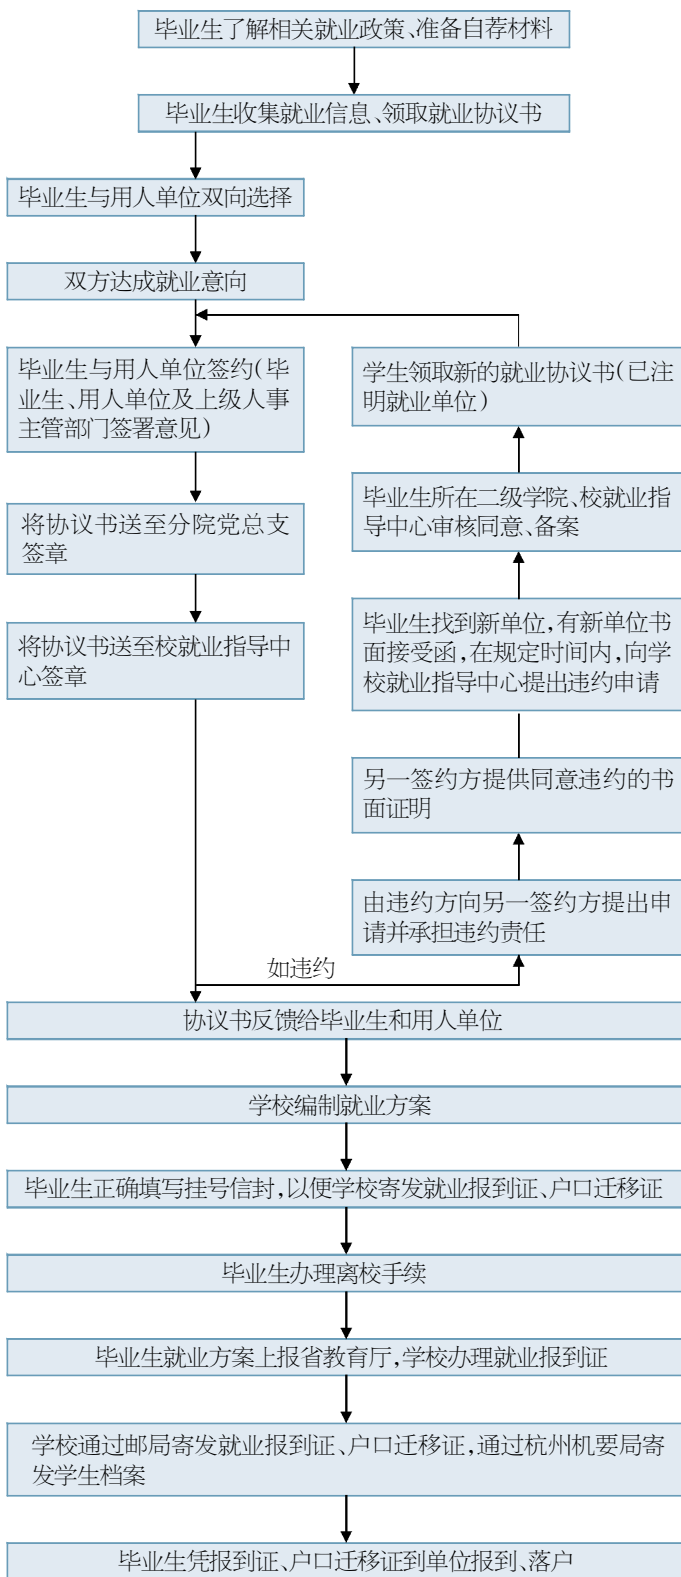 毕业生了解相关就业政策、准备自荐材料
毕业生收集就业信息、领取就业协议书
毕业生与用人单位双向选择
双方达成就业意向
毕业生与用人单位签约(毕
业生、用人单位及上级人事
主管部门签署意见)
将协议书送至分院党总支
签章
将协议书送至校就业指导中
心签章
学生领取新的就业协议书(已注
明就业单位)
毕业生所在二级学院、校就业指
导中心审核同意、备案
毕业生找到新单位,有新单位书
面接受函,在规定时间内,向学
校就业指导中心提出违约申请
另一签约方提供同意违约的书
面证明
由违约方向另一签约方提出申
请并承担违约责任
如违约
协议书反馈给毕业生和用人单位
学校编制就业方案
毕业生正确填写挂号信封,以便学校寄发就业报到证、户口迁移证
毕业生办理离校手续
毕业生就业方案上报省教育厅,学校办理就业报到证
学校通过邮局寄发就业报到证、户口迁移证,通过杭州机要局寄
发学生档案
毕业生凭报到证、户口迁移证到单位报到、落户